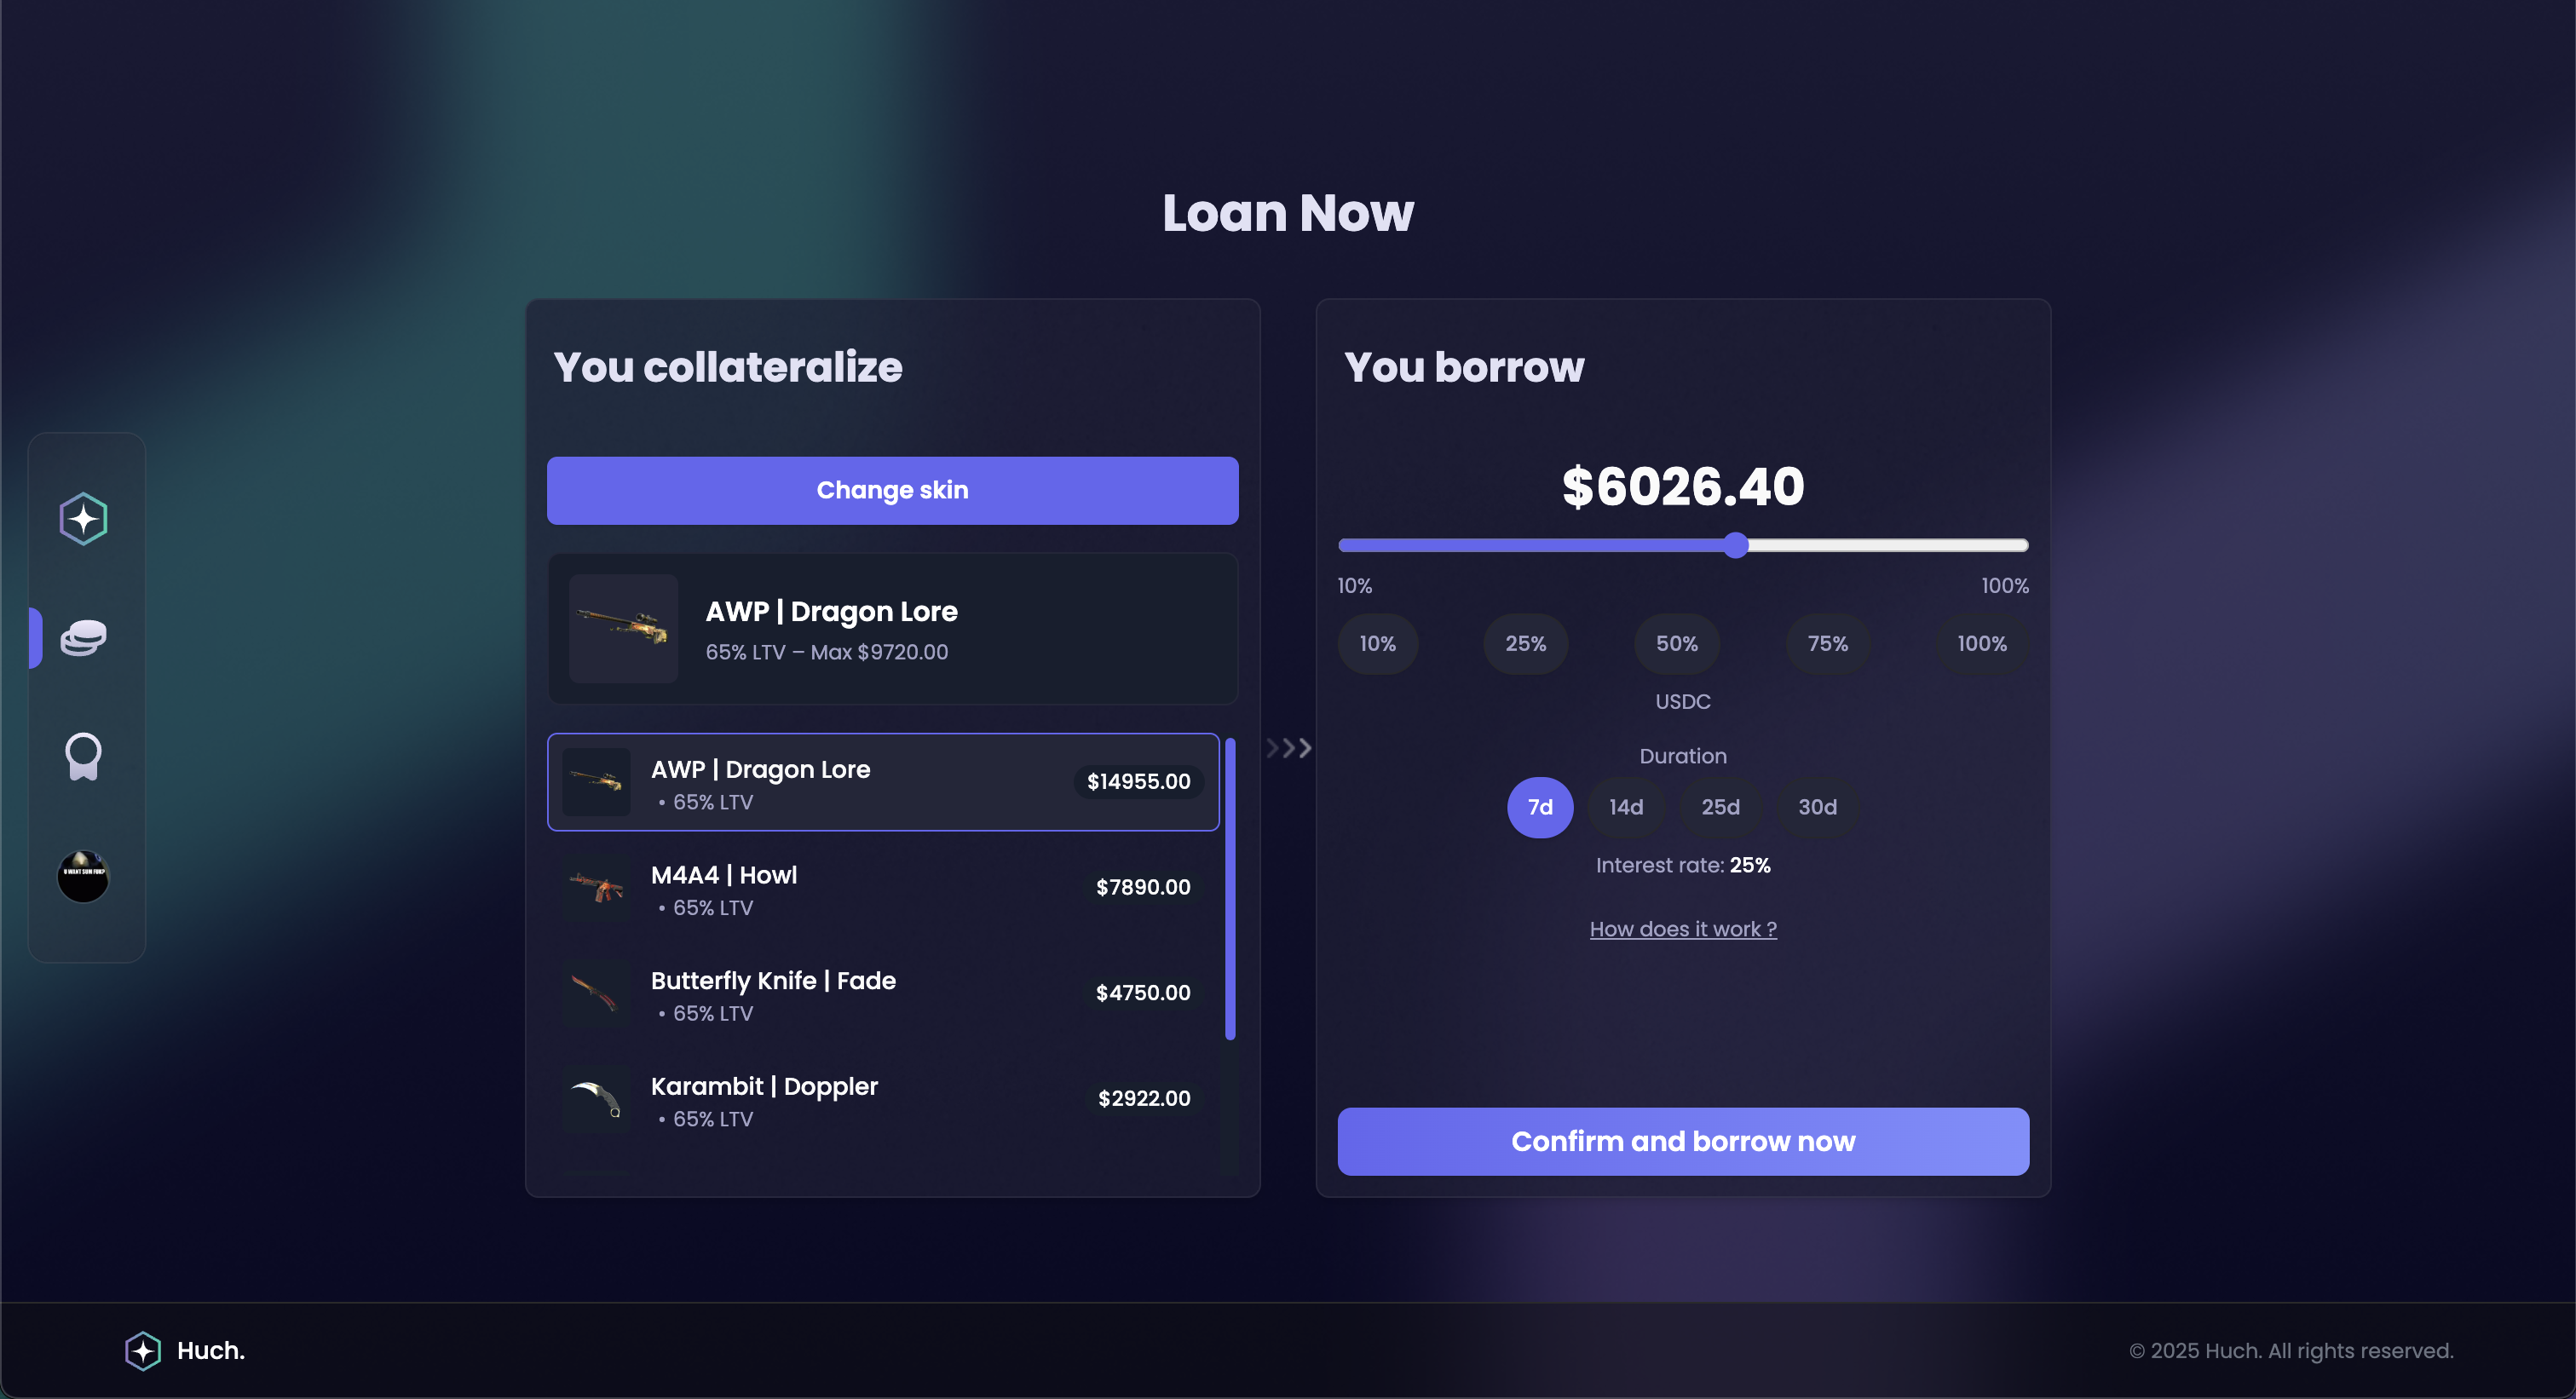 Loan Now
You collateralize
Change skin
AWP | Dragon Lore
65% LTV – Max $9720.00
AWP | Dragon Lore
• 65% LTV
$14955.00
M4A4 | Howl
• 65% LTV
$7890.00
Butterfly Knife | Fade
• 65% LTV
$4750.00
Karambit | Doppler
• 65% LTV
$2922.00
You borrow
$6026.40
10% 100%
10% 25% 50% 75% 100%
USDC
Duration
7d 14d 25d 30d
Interest rate: 25%
How does it work ?
Confirm and borrow now
U WANT SUM FUK?
Huch.
© 2025 Huch. All rights reserved.